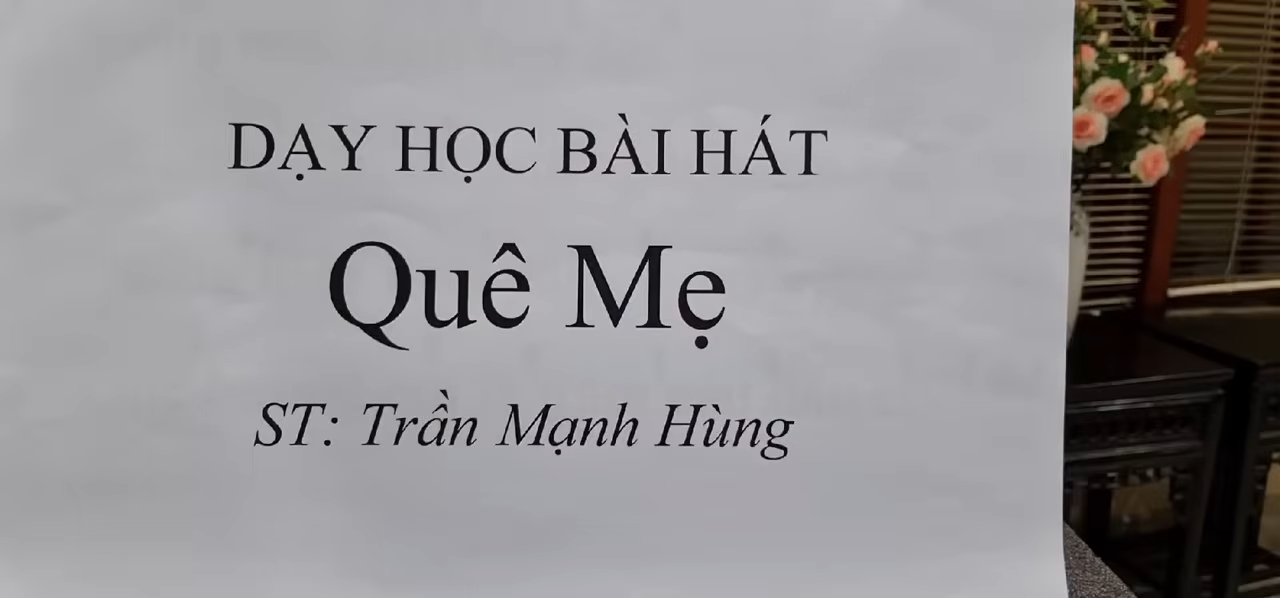 DẠY HỌC BÀI HÁT
Quê Mẹ
ST: Trần Mạnh Hùng